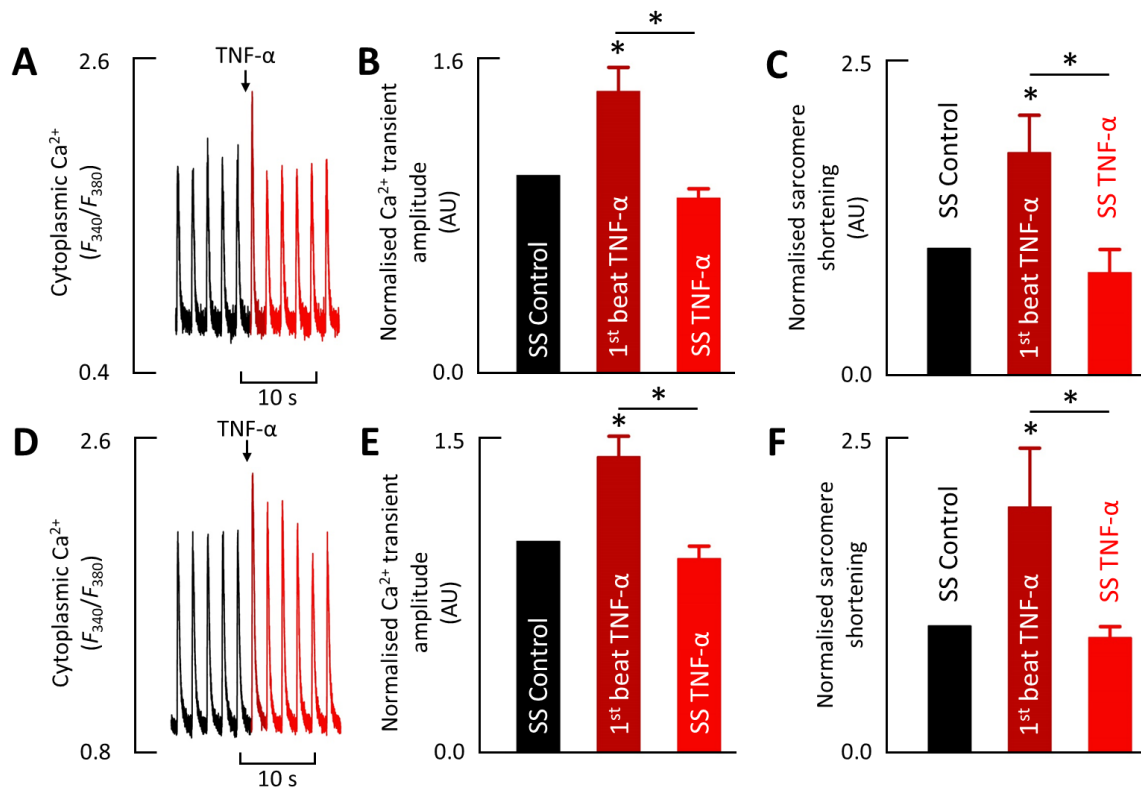 A
2.6
TNF-α
Cytoplasmic Ca²⁺
(F₃₄₀/F₃₈₀)
0.4
10 s
B
1.6
*
*
Normalised Ca²⁺ transient
amplitude
(AU)
0.0
SS Control
1ˢᵗ beat TNF-α
SS TNF-α
C
2.5
*
*
Normalised sarcomere
shortening
(AU)
0.0
SS Control
1ˢᵗ beat TNF-α
SS TNF-α
D
2.6
TNF-α
Cytoplasmic Ca²⁺
(F₃₄₀/F₃₈₀)
0.8
10 s
E
1.5
*
*
Normalised Ca²⁺ transient
amplitude
(AU)
0.0
SS Control
1ˢᵗ beat TNF-α
SS TNF-α
F
2.5
*
*
Normalised sarcomere
shortening
0.0
SS Control
1ˢᵗ beat TNF-α
SS TNF-α